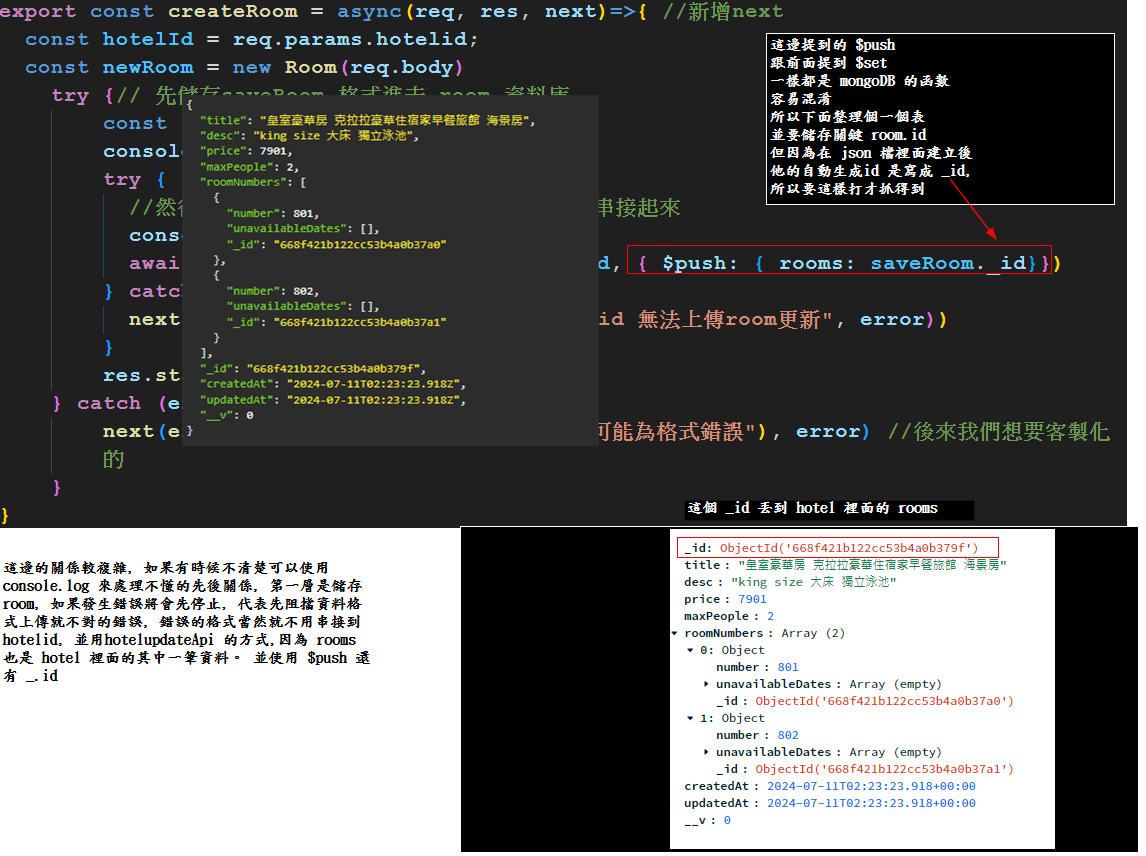 export const createRoom = async(req, res, next)=>{ //新增next
const hotelId = req.params.hotelid;
const newRoom = new Room(req.body)
try {// 先儲存saveRoom 格式進去 room 資料庫
const
console
try {
//然後 串接起來
cons
awai d, { $push: { rooms: saveRoom._id}})
} catch
next id 無法上傳room更新", error))
}
res.sta
} catch (e
next(e 可能為格式錯誤"), error) //後來我們想要客製化
的
}
}
這邊提到的 $push
跟前面提到 $set
一樣都是 mongoDB 的函數
容易混淆
所以下面整理個一個表
並要儲存關鍵 room.id
但因為在 json 檔裡面建立後
他的自動生成id 是寫成 _id,
所以要這樣打才抓得到
{
"title": "皇室豪華房 克拉拉豪華住宿家早餐旅館 海景房",
"desc": "king size 大床 獨立泳池",
"price": 7901,
"maxPeople": 2,
"roomNumbers": [
{
"number": 801,
"unavailableDates": [],
"_id": "668f421b122cc53b4a0b37a0"
},
{
"number": 802,
"unavailableDates": [],
"_id": "668f421b122cc53b4a0b37a1"
}
],
"_id": "668f421b122cc53b4a0b379f",
"createdAt": "2024-07-11T02:23:23.918Z",
"updatedAt": "2024-07-11T02:23:23.918Z",
"__v": 0
}
這個 _id 丟到 hotel 裡面的 rooms
這邊的關係較複雜, 如果有時候不清楚可以使用
console.log 來處理不懂的先後關係, 第一層是儲存
room, 如果發生錯誤將會先停止, 代表先阻擋資料格
式上傳就不對的錯誤, 錯誤的格式當然就不用串接到
hotelid, 並用hotelupdateApi 的方式,因為 rooms
也是 hotel 裡面的其中一筆資料。 並使用 $push 還
有 _.id
_id: ObjectId('668f421b122cc53b4a0b379f')
title : "皇室豪華房 克拉拉豪華住宿家早餐旅館 海景房"
desc : "king size 大床 獨立泳池"
price : 7901
maxPeople : 2
roomNumbers : Array (2)
0: Object
number : 801
unavailableDates : Array (empty)
_id : ObjectId('668f421b122cc53b4a0b37a0')
1: Object
number : 802
unavailableDates : Array (empty)
_id : ObjectId('668f421b122cc53b4a0b37a1')
createdAt : 2024-07-11T02:23:23.918+00:00
updatedAt : 2024-07-11T02:23:23.918+00:00
__v : 0